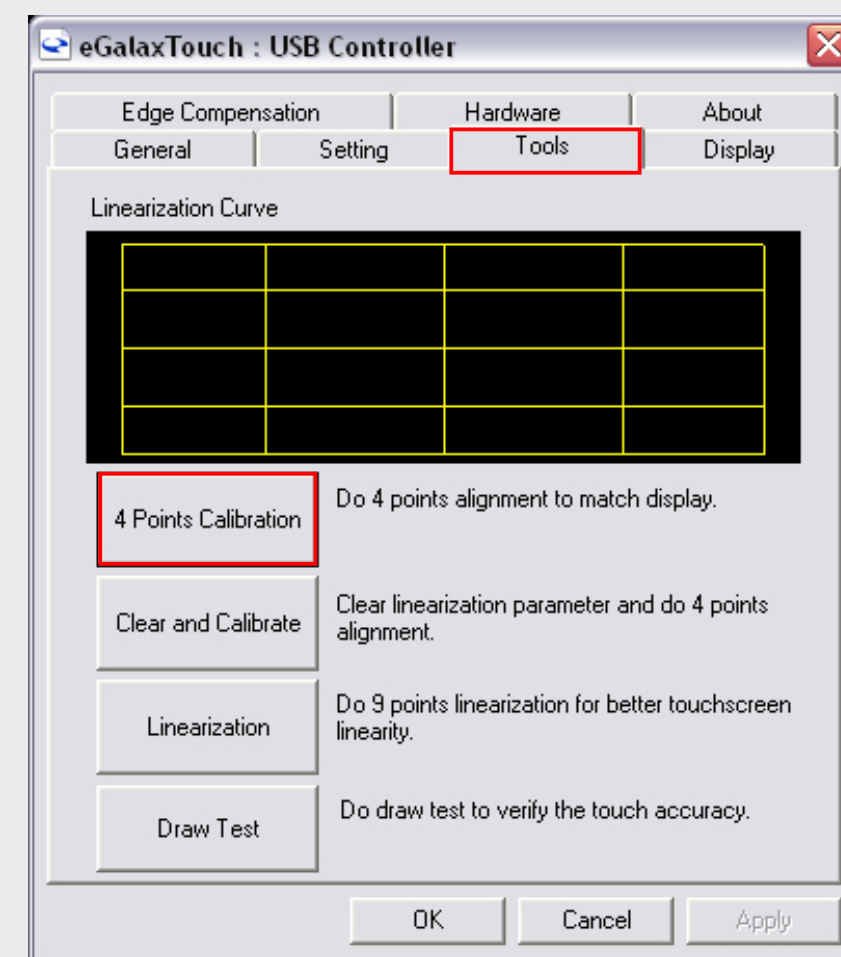 eGalaxTouch : USB Controller
Edge Compensation Hardware About
General Setting Tools Display
Linearization Curve
4 Points Calibration
Do 4 points alignment to match display.
Clear and Calibrate
Clear linearization parameter and do 4 points
alignment.
Linearization
Do 9 points linearization for better touchscreen
linearity.
Draw Test
Do draw test to verify the touch accuracy.
OK Cancel Apply